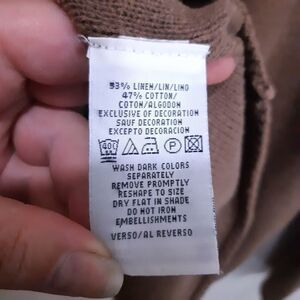 53% LINEN/LIN/LINO
47% COTTON/
COTON/ALGODON
EXCLUSIVE OF DECORATION
SAUF DECORATION
EXCEPTO DECORACION
40C P
WASH DARK COLORS
SEPARATELY
REMOVE PROMPTLY
RESHAPE TO SIZE
DRY FLAT IN SHADE
DO NOT IRON
EMBELLISHMENTS
VERSO/AL REVERSO